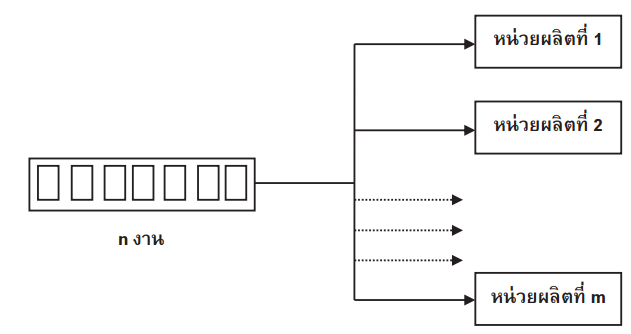 หน่วยผลิตที่ 1
หน่วยผลิตที่ 2
n งาน
หน่วยผลิตที่ m